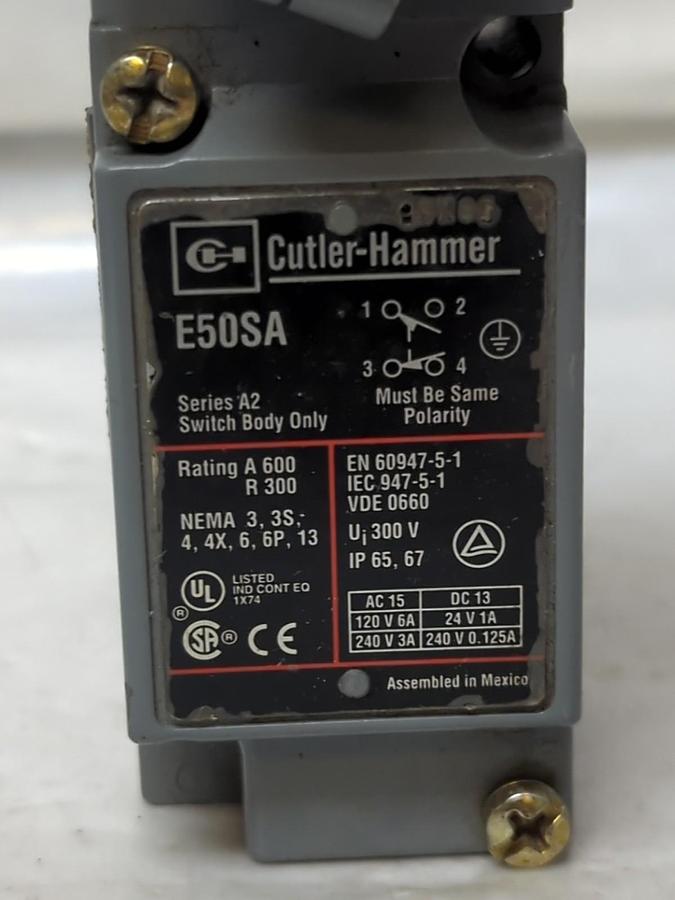 Cutler-Hammer
E50SA
1 2
3 4
Series A2
Switch Body Only
Must Be Same
Polarity
Rating A 600
R 300
NEMA 3, 3S,
4, 4X, 6, 6P, 13
UL ® LISTED
IND CONT EQ
1X74
SA ® CE
EN 60947-5-1
IEC 947-5-1
VDE 0660
Ui 300 V
IP 65, 67
AC 15 DC 13
120 V 6A 24 V 1A
240 V 3A 240 V 0.125A
Assembled in Mexico